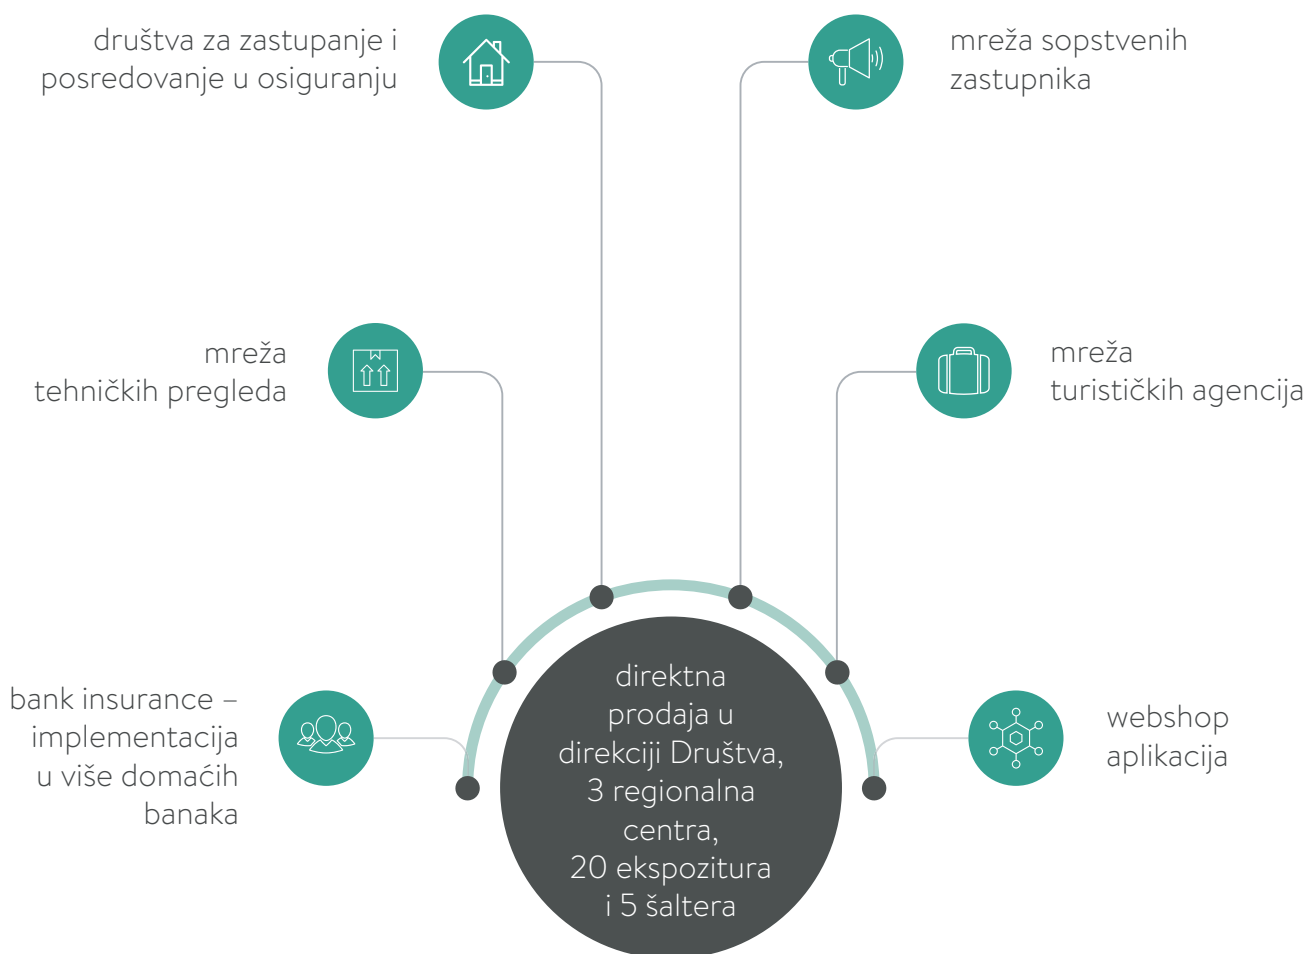 društva za zastupanje i
posredovanje u osiguranju
mreža sopstvenih
zastupnika
mreža
tehničkih pregleda
mreža
turističkih agencija
bank insurance –
implementacija
u više domaćih
banaka
direktna
prodaja u
direkciji Društva,
3 regionalna
centra,
20 ekspozitura
i 5 šaltera
webshop
aplikacija